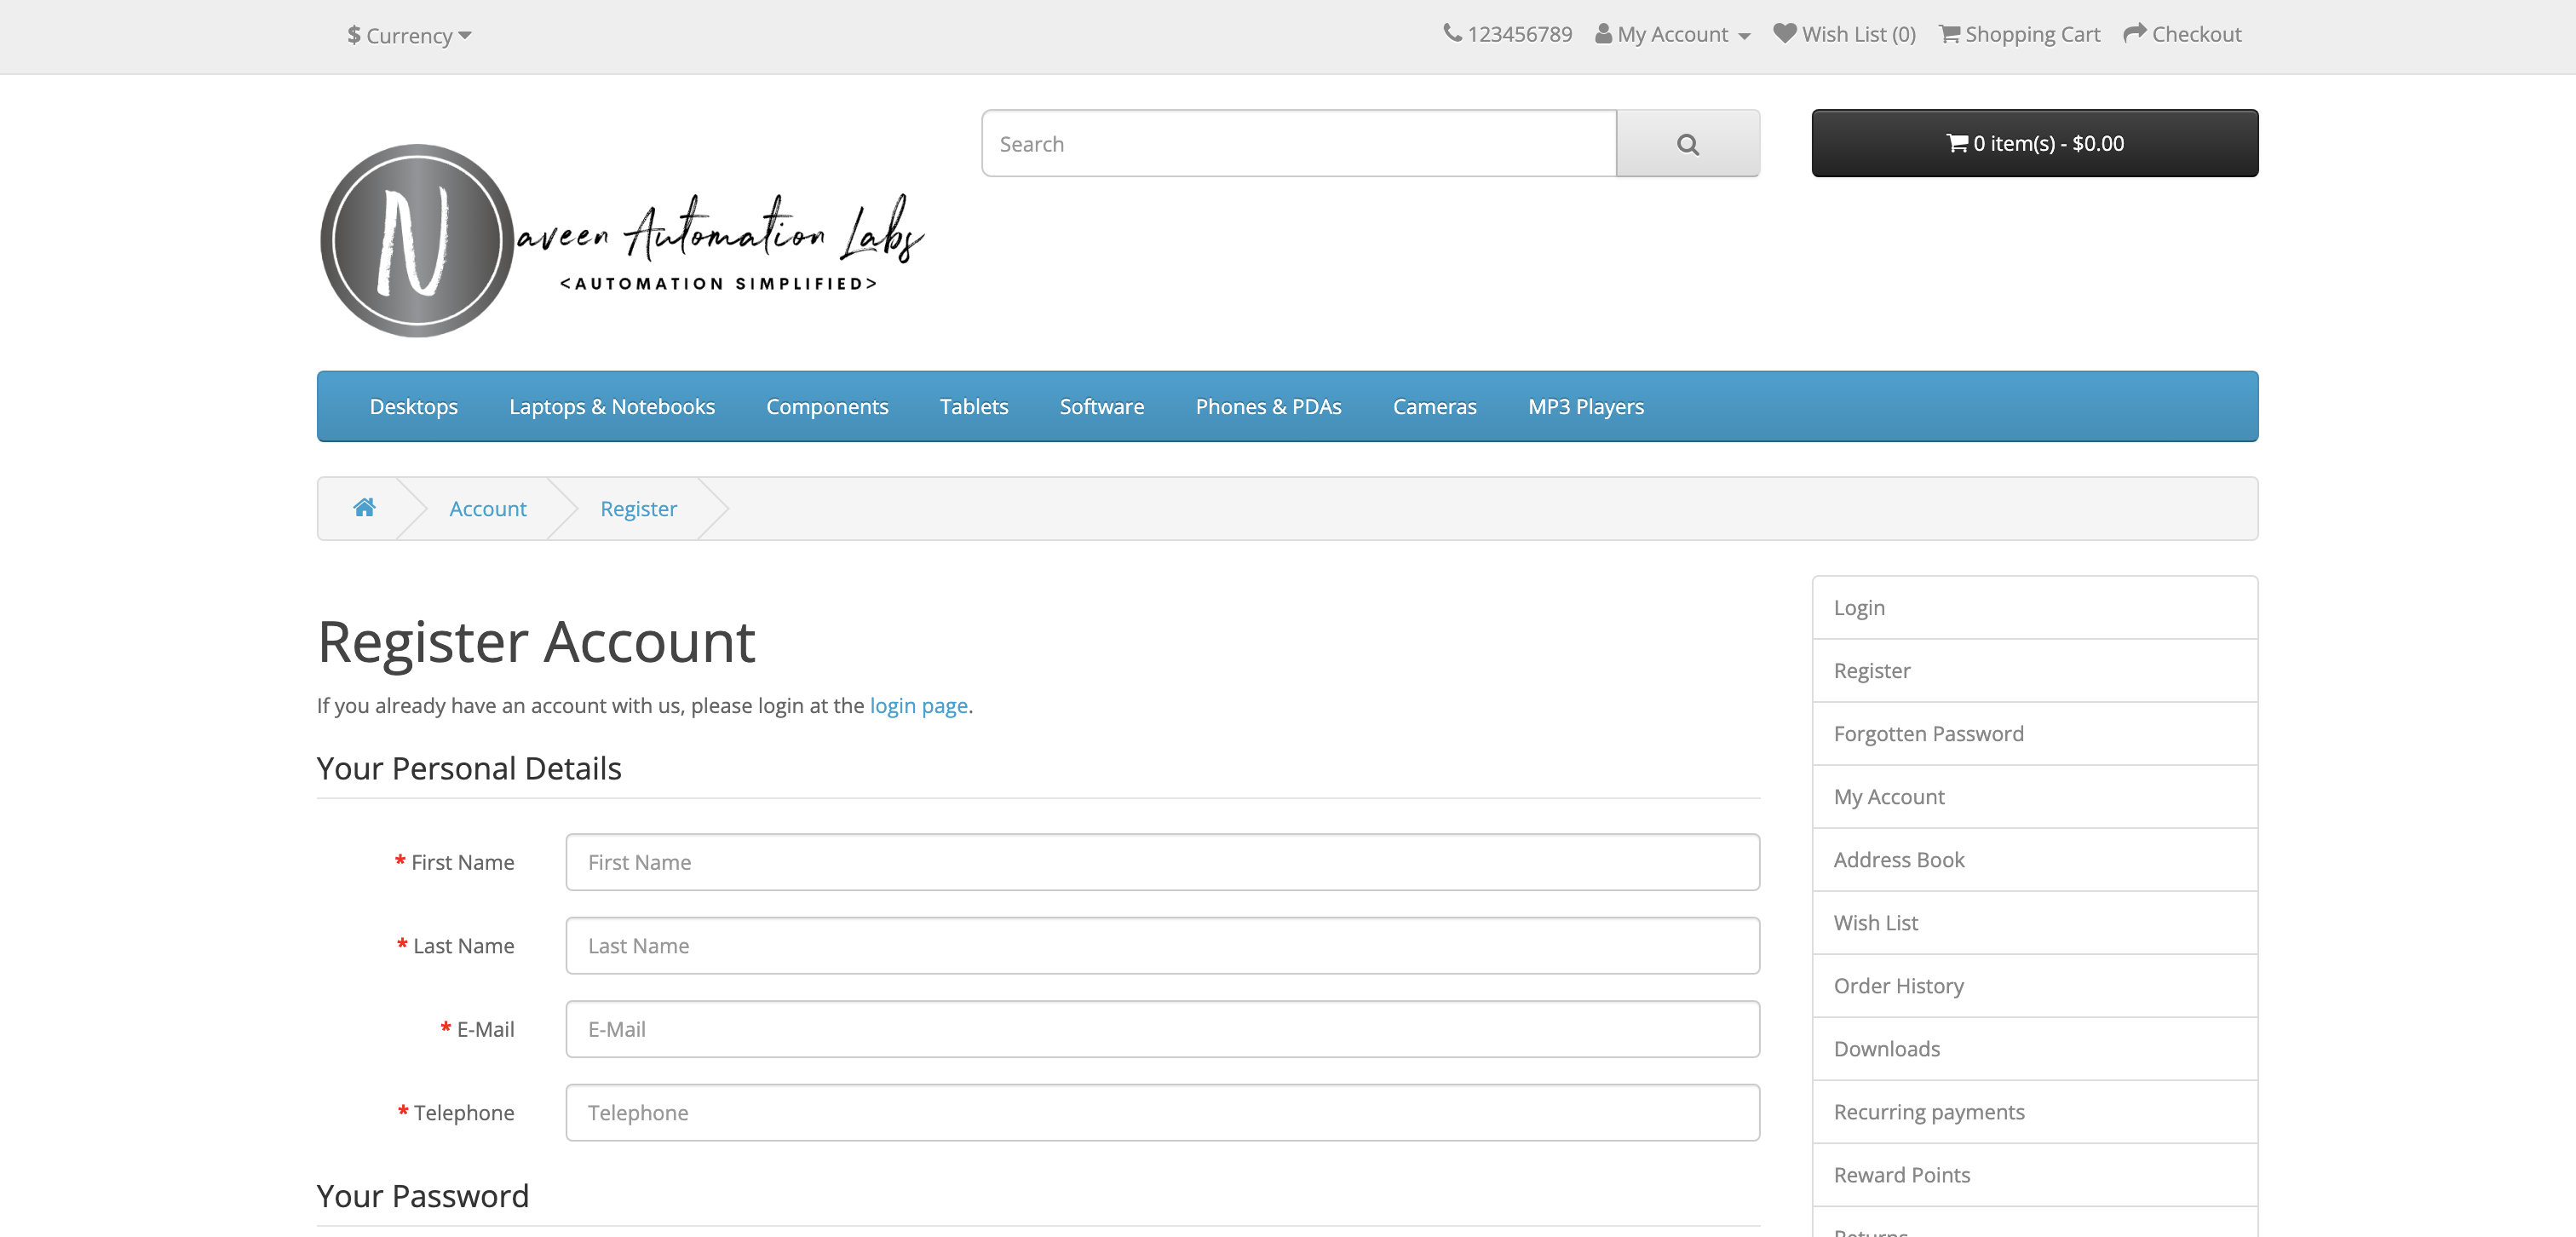 $ Currency
123456789 My Account Wish List (0) Shopping Cart Checkout
Search
0 item(s) - $0.00
Naveen Automation Labs
<AUTOMATION SIMPLIFIED>
Desktops Laptops & Notebooks Components Tablets Software Phones & PDAs Cameras MP3 Players
Account Register
Register Account
If you already have an account with us, please login at the login page.
Your Personal Details
* First Name First Name
* Last Name Last Name
* E-Mail E-Mail
* Telephone Telephone
Your Password
Login
Register
Forgotten Password
My Account
Address Book
Wish List
Order History
Downloads
Recurring payments
Reward Points